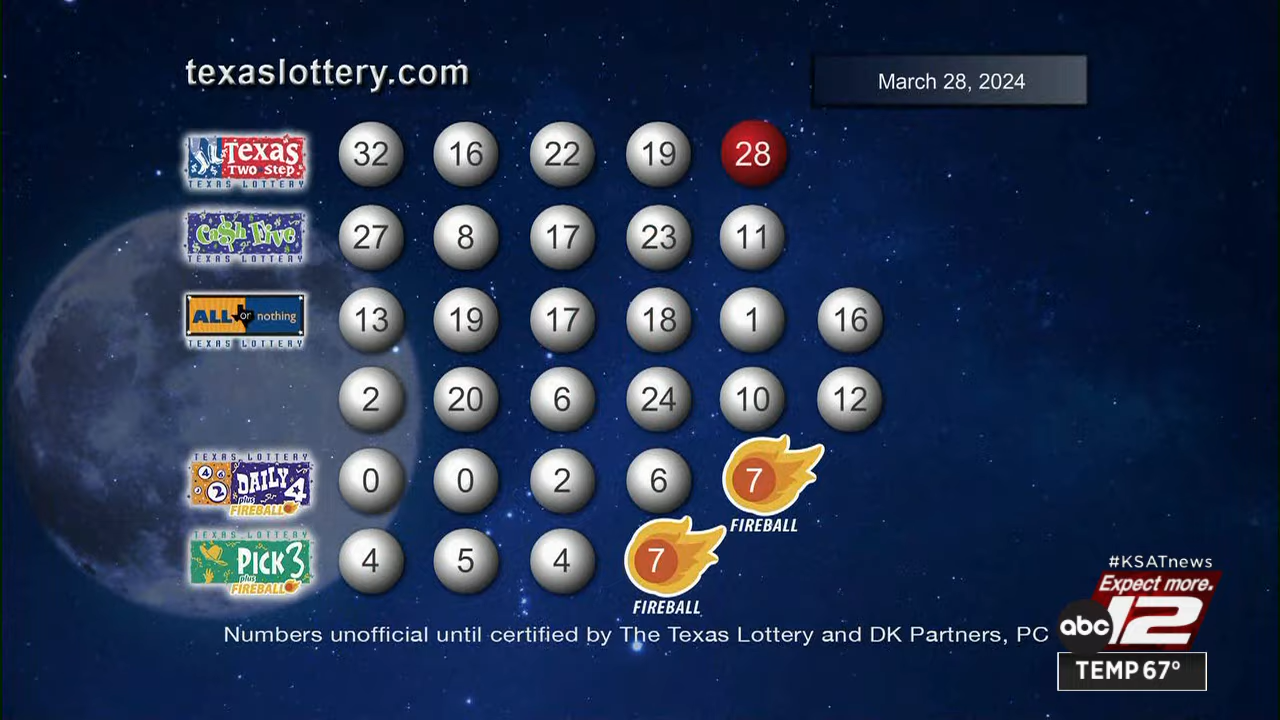 texaslottery.com
March 28, 2024
TEXAS TWO STEP
TEXAS LOTTERY
32 16 22 19 28
Cash Five
TEXAS LOTTERY
27 8 17 23 11
ALL or nothing
TEXAS LOTTERY
13 19 17 18 1 16
2 20 6 24 10 12
TEXAS LOTTERY
DAILY 4
plus
FIREBALL
0 0 2 6 7
FIREBALL
TEXAS LOTTERY
PICK 3
plus
FIREBALL
4 5 4 7
FIREBALL
Numbers unofficial until certified by The Texas Lottery and DK Partners, PC
#KSATnews
Expect more.
abc 12
TEMP 67°